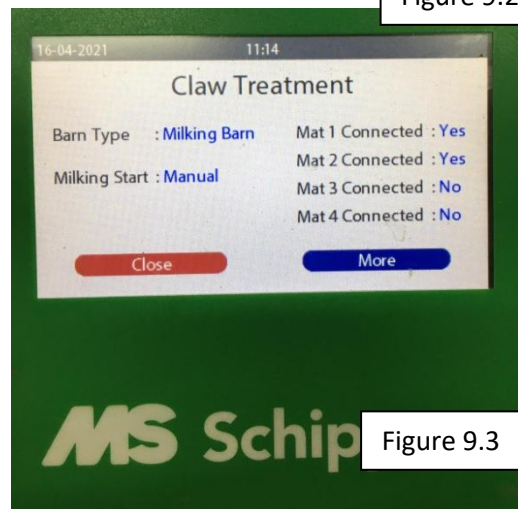 Figure 9.2
16-04-2021 11:14
Claw Treatment
Barn Type : Milking Barn
Milking Start : Manual
Mat 1 Connected : Yes
Mat 2 Connected : Yes
Mat 3 Connected : No
Mat 4 Connected : No
Close More
MS Schip
Figure 9.3